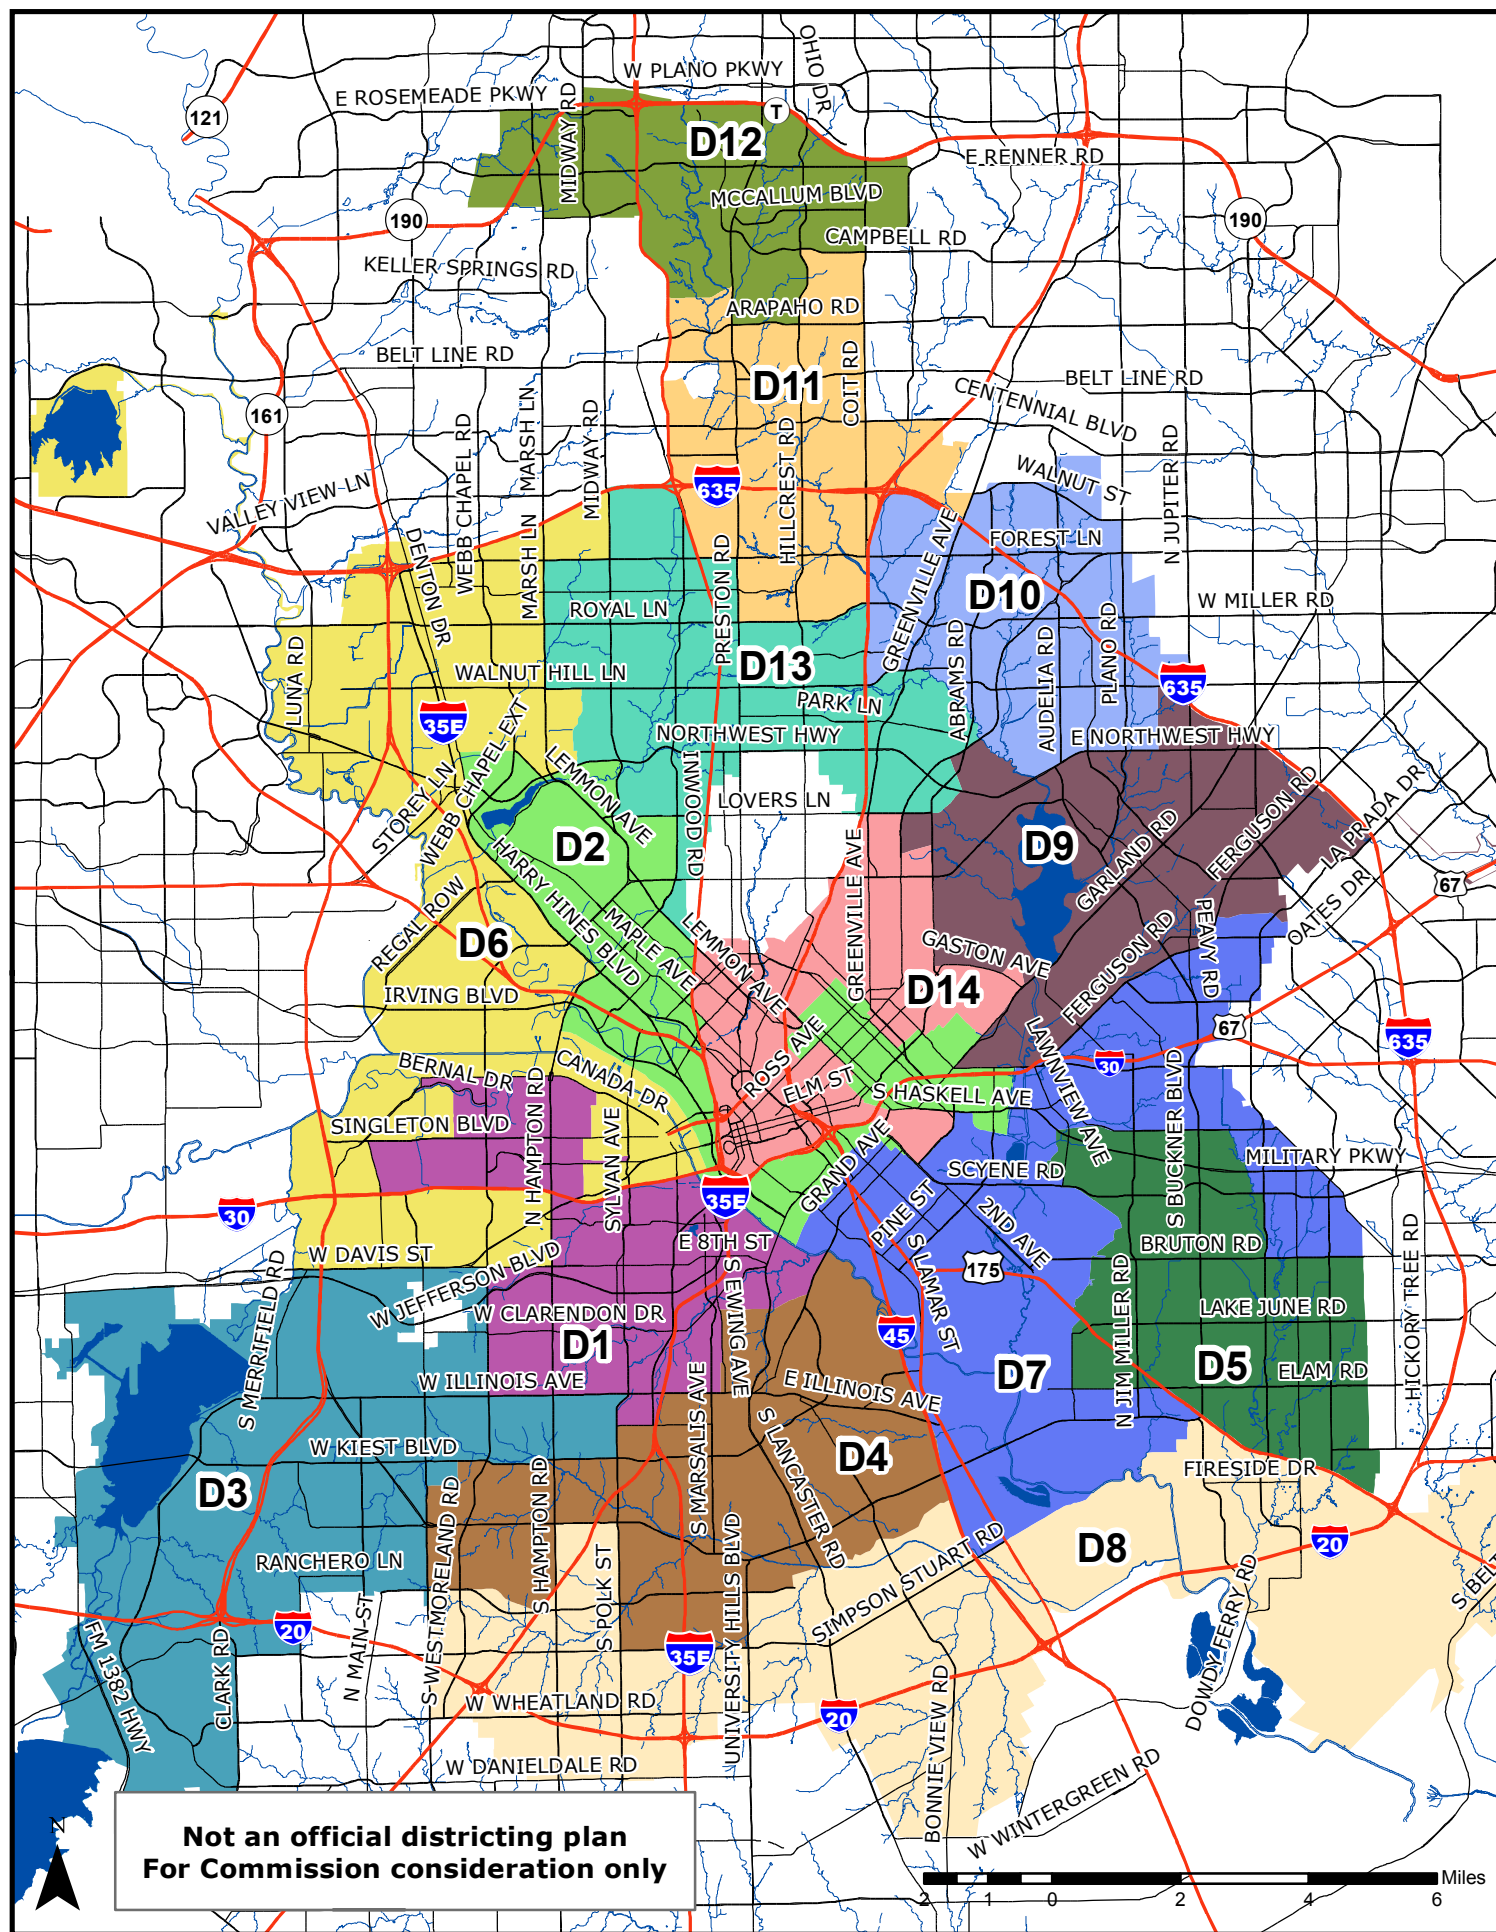 W PLANO PKWY
OHIO DR
E ROSEMEADE PKWY
MIDWAY RD
121
T
D12
E RENNER RD
MCCALLUM BLVD
190
190
CAMPBELL RD
KELLER SPRINGS RD
ARAPAHO RD
BELT LINE RD
COIT RD
BELT LINE RD
D11
CENTENNIAL BLVD
161
WEBB CHAPEL RD
MARSH LN
MIDWAY RD
HILLCREST RD
N JUPITER RD
WALNUT ST
635
VALLEY VIEW LN
DENTON DR
MARSH LN
PRESTON RD
GREENVILLE AVE
FOREST LN
D10
ROYAL LN
W MILLER RD
ABRAMS RD
AUDELIA RD
PLANO RD
LUNA RD
WALNUT HILL LN
D13
PARK LN
635
35E
WEBB CHAPEL EXT
NORTHWEST HWY
E NORTHWEST HWY
LEMMON AVE
INWOOD RD
STOREY LN
LOVERS LN
FERGUSON RD
LA PRADA DR
D2
D9
GARLAND RD
HARRY HINES BLVD
GREENVILLE AVE
67
REGAL ROW
MAPLE AVE
LEMMON AVE
PEAVY RD
OATES DR
D6
GASTON AVE
FERGUSON RD
IRVING BLVD
D14
67
635
BERNAL DR
CANADA DR
ROSS AVE
LAWNVIEW AVE
30
ELM ST
S HASKELL AVE
S BUCKNER BLVD
SINGLETON BLVD
N HAMPTON RD
SYLVAN AVE
GRAND AVE
MILITARY PKWY
SCYENE RD
35E
30
PINE ST
2ND AVE
W DAVIS ST
E 8TH ST
BRUTON RD
S MERRIFIELD RD
W JEFFERSON BLVD
S EWING AVE
S LAMAR ST
175
N JIM MILLER RD
HICKORY TREE RD
W CLARENDON DR
LAKE JUNE RD
D1
45
W ILLINOIS AVE
E ILLINOIS AVE
D7
D5
ELAM RD
S MARSALIS AVE
S LANCASTER RD
W KIEST BLVD
D4
FIRESIDE DR
D3
S WESTMORELAND RD
S HAMPTON RD
UNIVERSITY HILLS BLVD
RANCHERO LN
S POLK ST
SIMPSON STUART RD
D8
20
S BELT
FM 1382 HWY
CLARK RD
20
N MAIN ST
35E
DOWDY FERRY RD
W WHEATLAND RD
20
BONNIE VIEW RD
W DANIELDALE RD
W WINTERGREEN RD
N
Not an official districting plan
For Commission consideration only
2 1 0 2 4 6 Miles